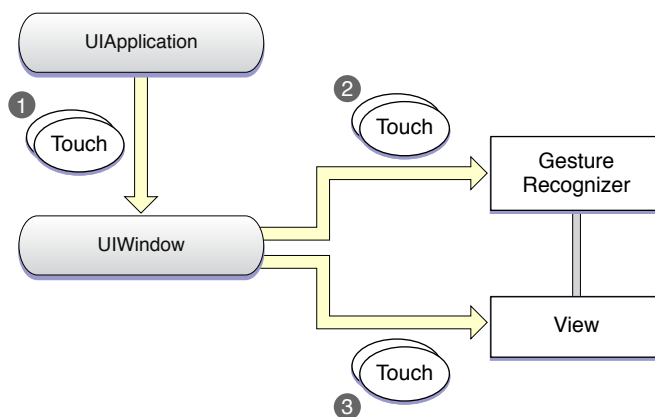 UIApplication
1
Touch
2
Touch
Gesture
Recognizer
UIWindow
View
Touch
3